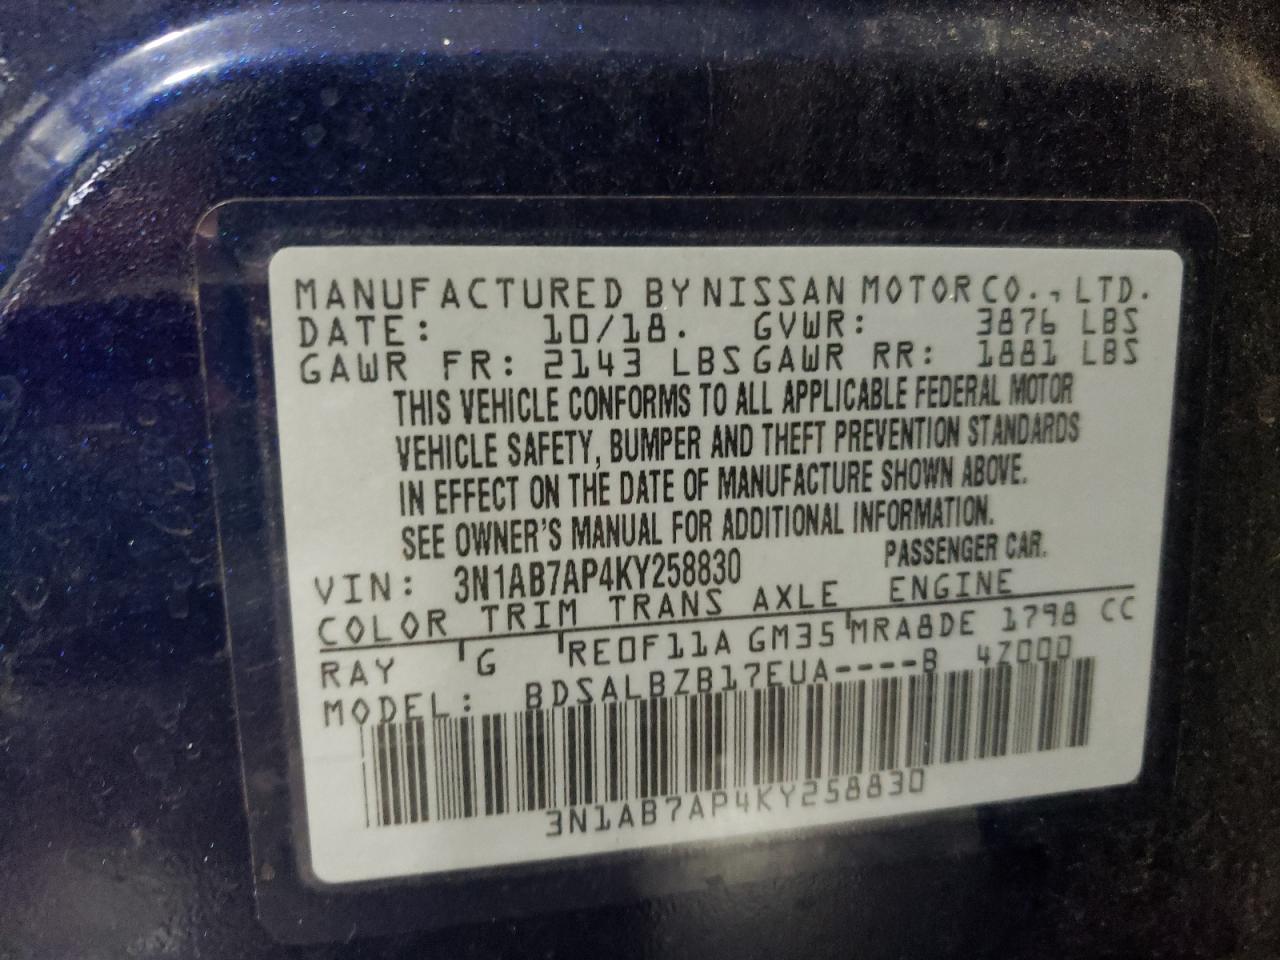 MANUFACTURED BY NISSAN MOTOR CO., LTD.
DATE: 10/18. GVWR: 3876 LBS
GAWR FR: 2143 LBS GAWR RR: 1881 LBS
THIS VEHICLE CONFORMS TO ALL APPLICABLE FEDERAL MOTOR
VEHICLE SAFETY, BUMPER AND THEFT PREVENTION STANDARDS
IN EFFECT ON THE DATE OF MANUFACTURE SHOWN ABOVE.
SEE OWNER'S MANUAL FOR ADDITIONAL INFORMATION.
VIN: 3N1AB7AP4KY258830 PASSENGER CAR.
COLOR TRIM TRANS AXLE ENGINE
RAY G RE0F11A GM35 MRA8DE 1798 CC
MODEL: BDSALBZB17EUA----B 4Z000
3N1AB7AP4KY258830